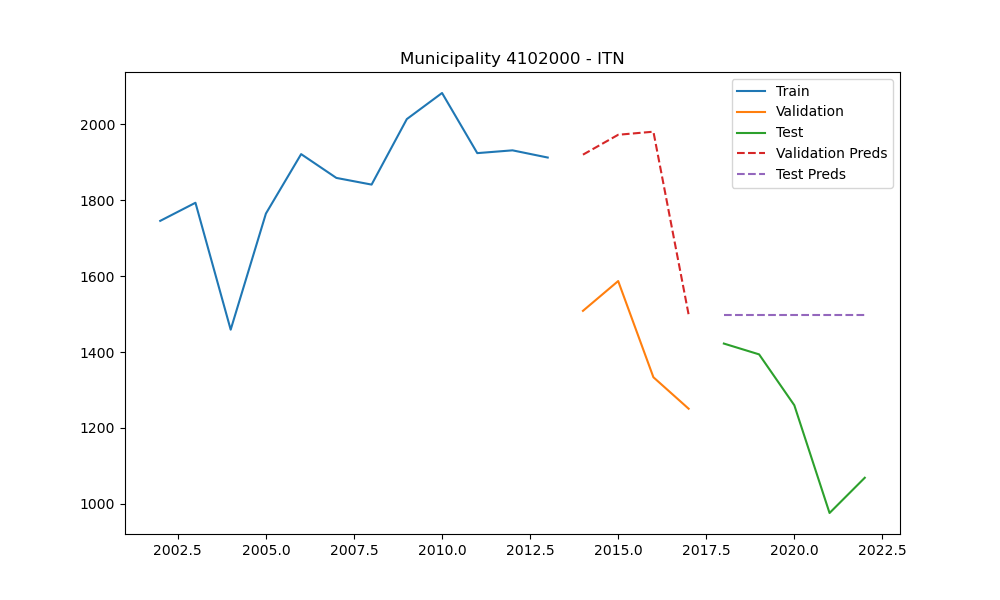 Municipality 4102000 - ITN
Train
Validation
Test
Validation Preds
Test Preds
2000
1800
1600
1400
1200
1000
2002.5 2005.0 2007.5 2010.0 2012.5 2015.0 2017.5 2020.0 2022.5